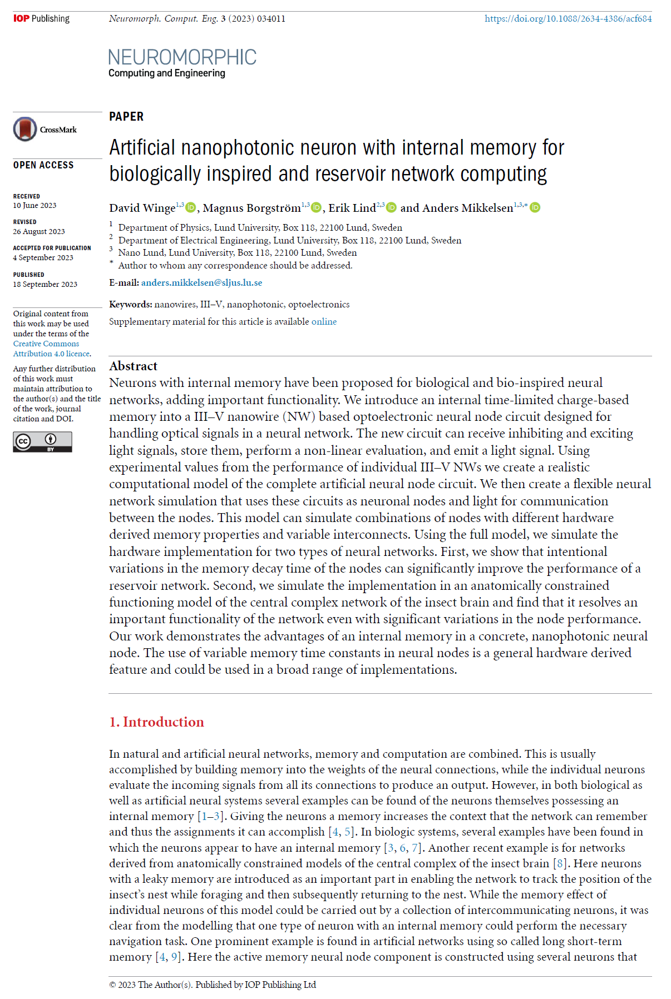 IOP Publishing
Neuromorph. Comput. Eng. 3 (2023) 034011
https://doi.org/10.1088/2634-4386/acf684
NEUROMORPHIC
Computing and Engineering
CrossMark
OPEN ACCESS
RECEIVED
10 June 2023
REVISED
26 August 2023
ACCEPTED FOR PUBLICATION
4 September 2023
PUBLISHED
18 September 2023
Original content from
this work may be used
under the terms of the
Creative Commons
Attribution 4.0 licence.
Any further distribution
of this work must
maintain attribution to
the author(s) and the title
of the work, journal
citation and DOI.
CC BY
PAPER
Artificial nanophotonic neuron with internal memory for
biologically inspired and reservoir network computing
David Winge1,3 iD, Magnus Borgström1,3 iD, Erik Lind2,3 iD and Anders Mikkelsen1,3,* iD
1 Department of Physics, Lund University, Box 118, 22100 Lund, Sweden
2 Department of Electrical Engineering, Lund University, Box 118, 22100 Lund, Sweden
3 Nano Lund, Lund University, Box 118, 22100 Lund, Sweden
* Author to whom any correspondence should be addressed.
E-mail: anders.mikkelsen@sljus.lu.se
Keywords: nanowires, III–V, nanophotonic, optoelectronics
Supplementary material for this article is available online
Abstract
Neurons with internal memory have been proposed for biological and bio-inspired neural
networks, adding important functionality. We introduce an internal time-limited charge-based
memory into a III–V nanowire (NW) based optoelectronic neural node circuit designed for
handling optical signals in a neural network. The new circuit can receive inhibiting and exciting
light signals, store them, perform a non-linear evaluation, and emit a light signal. Using
experimental values from the performance of individual III–V NWs we create a realistic
computational model of the complete artificial neural node circuit. We then create a flexible neural
network simulation that uses these circuits as neuronal nodes and light for communication
between the nodes. This model can simulate combinations of nodes with different hardware
derived memory properties and variable interconnects. Using the full model, we simulate the
hardware implementation for two types of neural networks. First, we show that intentional
variations in the memory decay time of the nodes can significantly improve the performance of a
reservoir network. Second, we simulate the implementation in an anatomically constrained
functioning model of the central complex network of the insect brain and find that it resolves an
important functionality of the network even with significant variations in the node performance.
Our work demonstrates the advantages of an internal memory in a concrete, nanophotonic neural
node. The use of variable memory time constants in neural nodes is a general hardware derived
feature and could be used in a broad range of implementations.
1. Introduction
In natural and artificial neural networks, memory and computation are combined. This is usually
accomplished by building memory into the weights of the neural connections, while the individual neurons
evaluate the incoming signals from all its connections to produce an output. However, in both biological as
well as artificial neural systems several examples can be found of the neurons themselves possessing an
internal memory [1–3]. Giving the neurons a memory increases the context that the network can remember
and thus the assignments it can accomplish [4, 5]. In biologic systems, several examples have been found in
which the neurons appear to have an internal memory [3, 6, 7]. Another recent example is for networks
derived from anatomically constrained models of the central complex of the insect brain [8]. Here neurons
with a leaky memory are introduced as an important part in enabling the network to track the position of the
insect's nest while foraging and then subsequently returning to the nest. While the memory effect of
individual neurons of this model could be carried out by a collection of intercommunicating neurons, it was
clear from the modelling that one type of neuron with an internal memory could perform the necessary
navigation task. One prominent example is found in artificial networks using so called long short-term
memory [4, 9]. Here the active memory neural node component is constructed using several neurons that
© 2023 The Author(s). Published by IOP Publishing Ltd